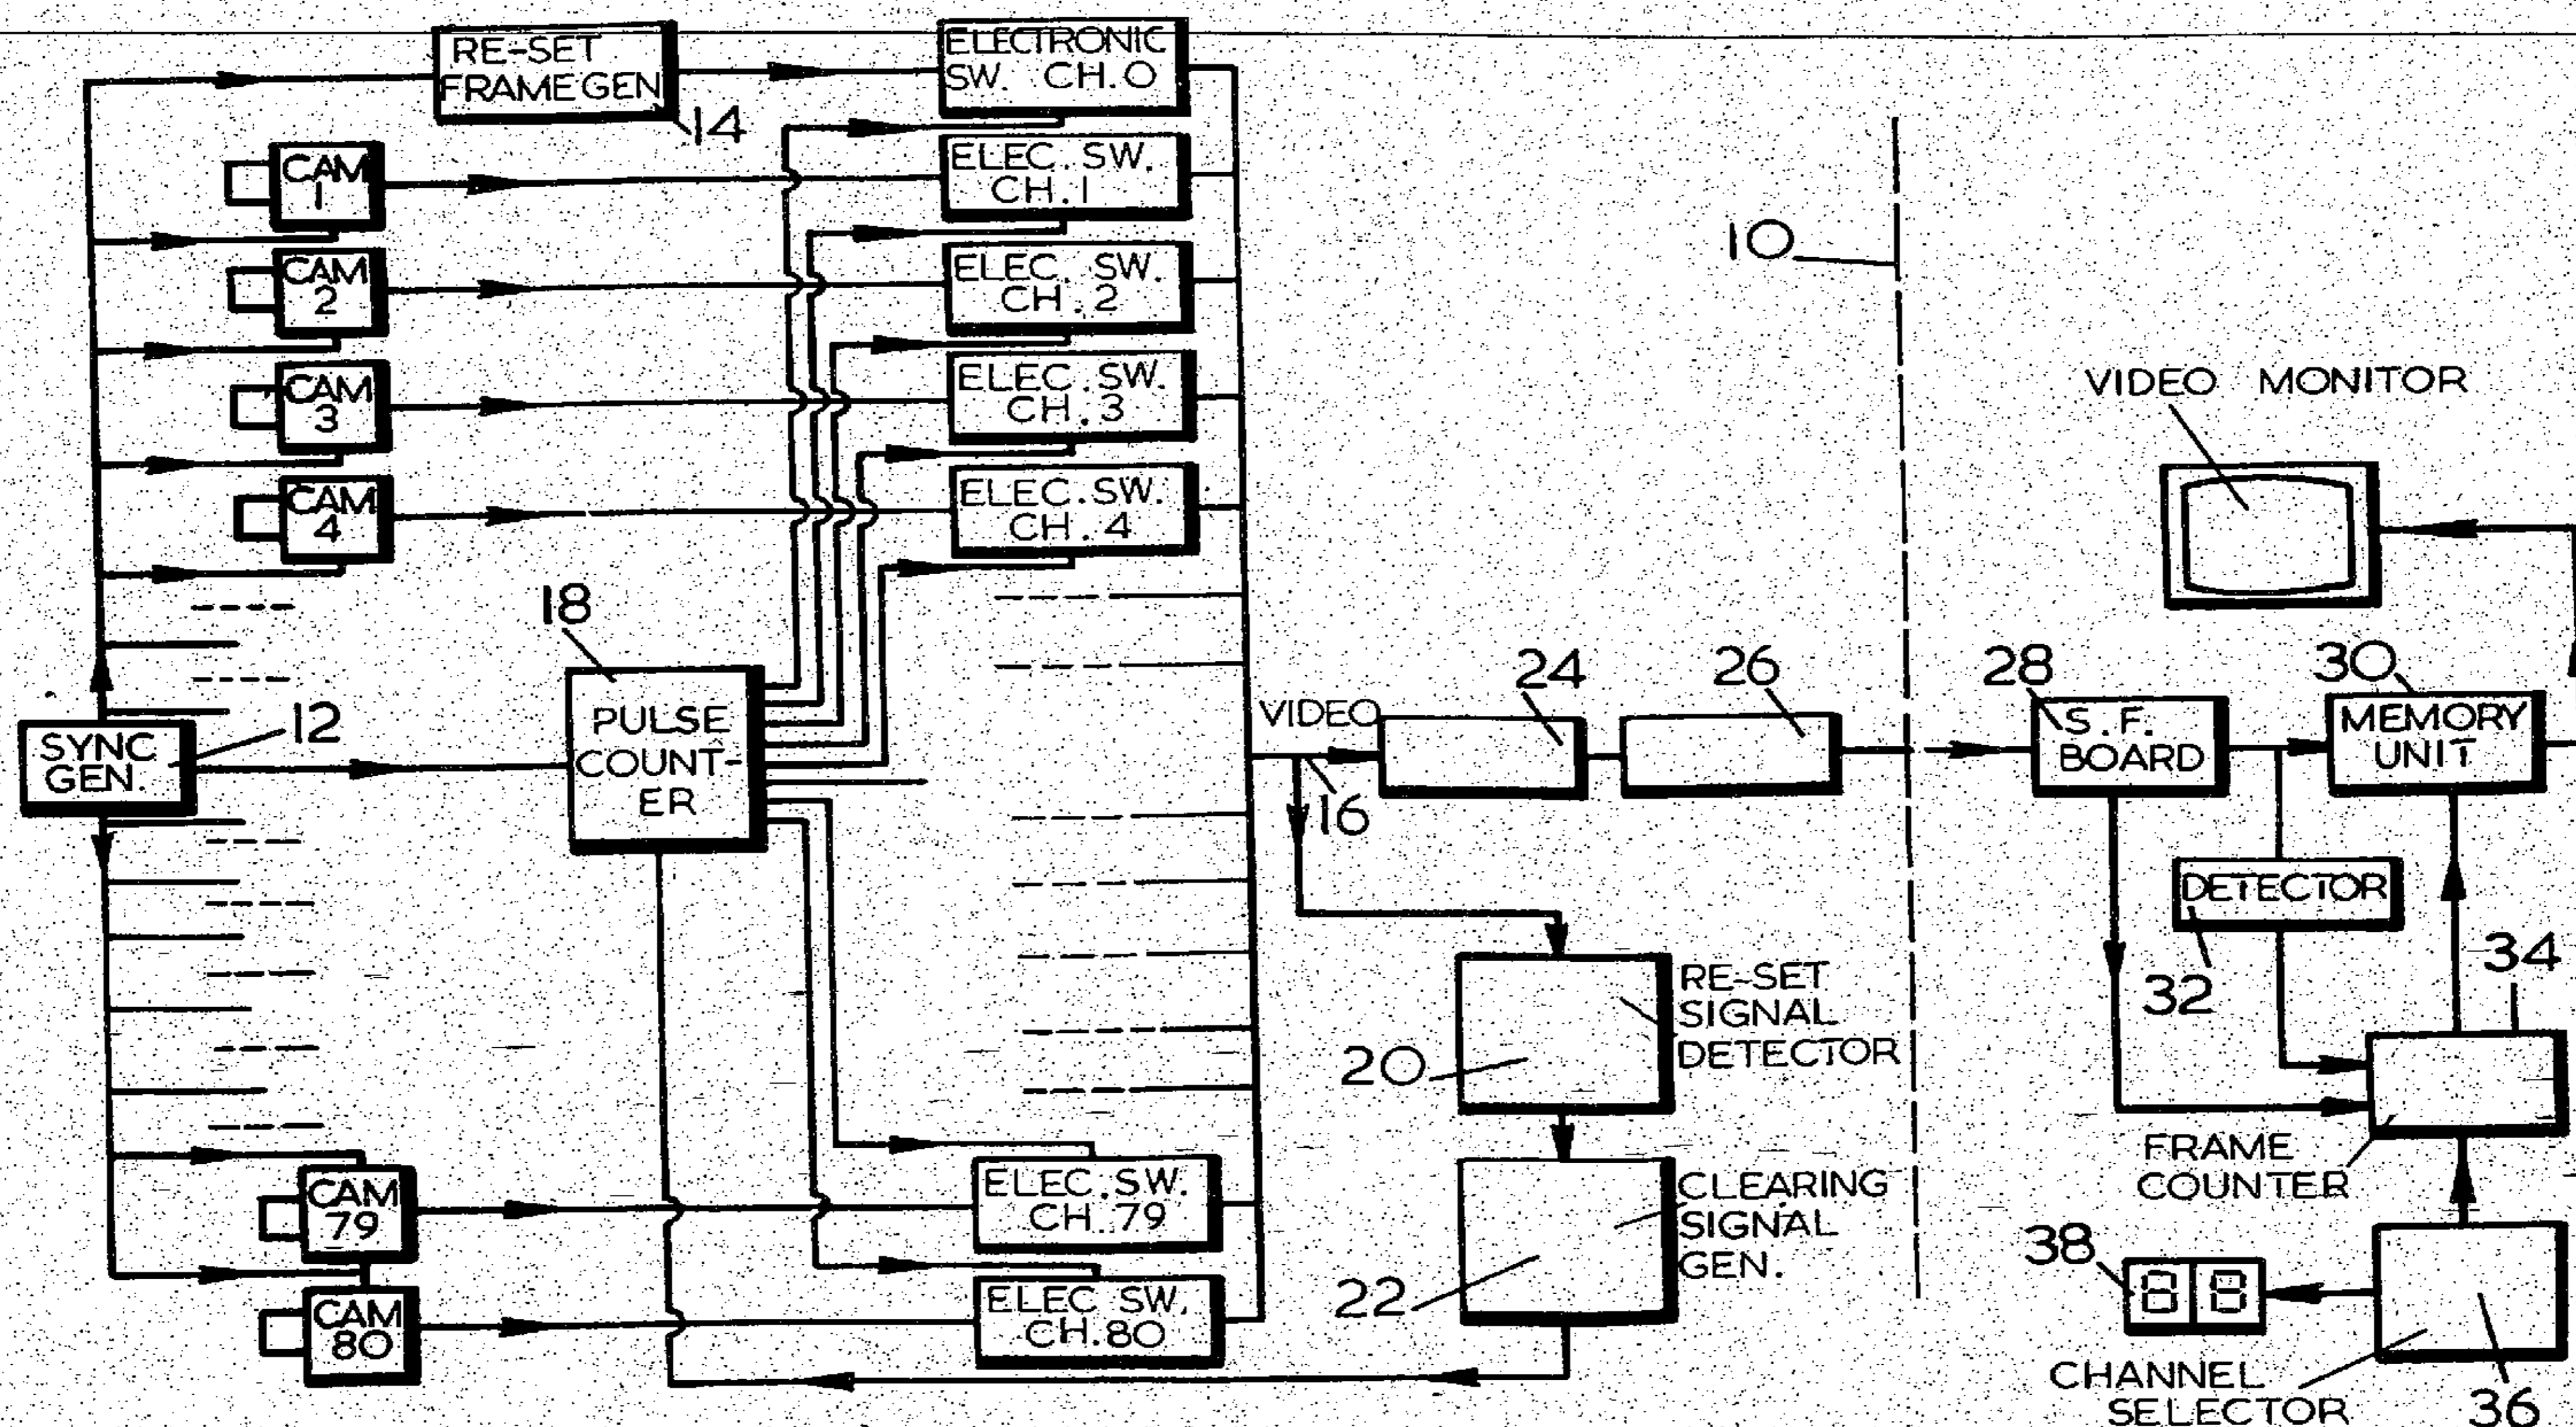 RE-SET
FRAME GEN
14
ELECTRONIC
SW. CH. 0
CAM
1
ELEC. SW.
CH. 1
CAM
2
ELEC. SW.
CH. 2
CAM
3
ELEC. SW.
CH. 3
CAM
4
ELEC. SW.
CH. 4
10
VIDEO MONITOR
18
PULSE
COUNT-
ER
SYNC
GEN.
12
VIDEO
16
24
26
28
S.F.
BOARD
30
MEMORY
UNIT
DETECTOR
32
34
20
RE-SET
SIGNAL
DETECTOR
FRAME
COUNTER
CAM
79
ELEC. SW.
CH. 79
22
CLEARING
SIGNAL
GEN.
CAM
80
ELEC SW.
CH. 80
38
88
CHANNEL
SELECTOR
36